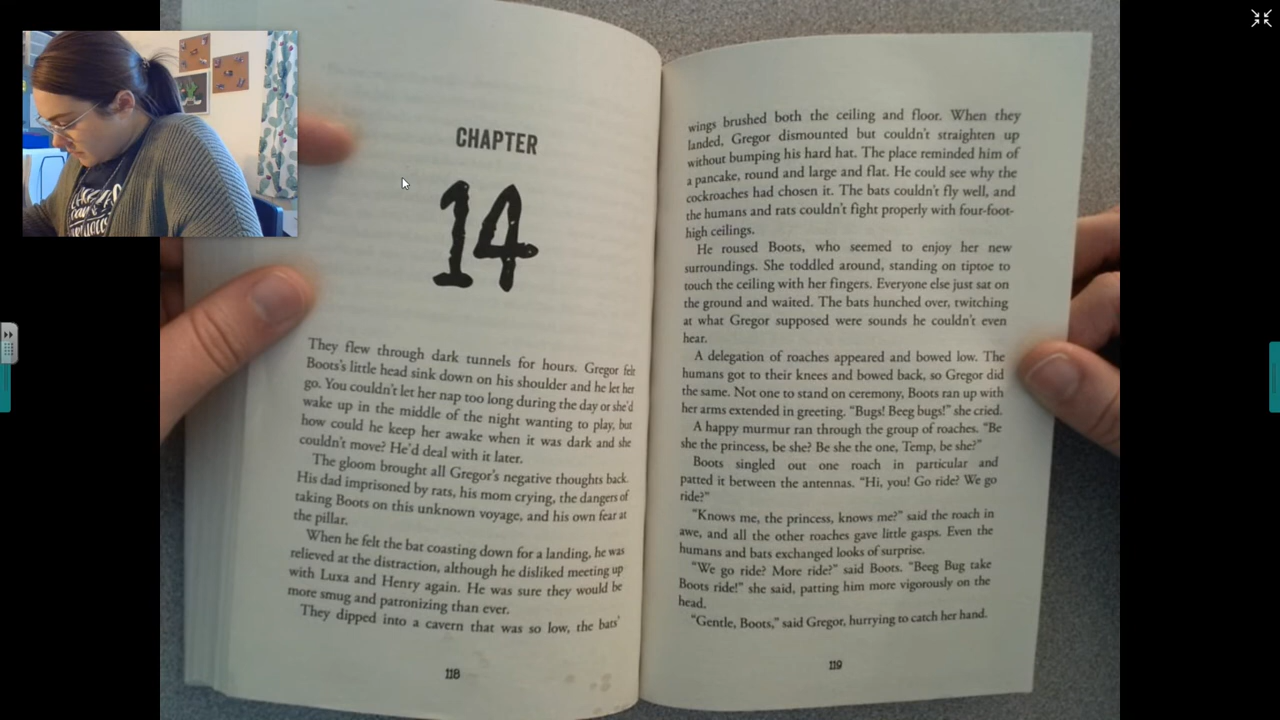 CHAPTER
14
They flew through dark tunnels for hours. Gregor felt
Boots's little head sink down on his shoulder and he let her
go. You couldn't let her nap too long during the day or she'd
wake up in the middle of the night wanting to play, but
how could he keep her awake when it was dark and she
couldn't move? He'd deal with it later.
The gloom brought all Gregor's negative thoughts back.
His dad imprisoned by rats, his mom crying, the dangers of
taking Boots on this unknown voyage, and his own fear at
the pillar.
When he felt the bat coasting down for a landing, he was
relieved at the distraction, although he disliked meeting up
with Luxa and Henry again. He was sure they would be
more smug and patronizing than ever.
They dipped into a cavern that was so low, the bats'
118
wings brushed both the ceiling and floor. When they
landed, Gregor dismounted but couldn't straighten up
without bumping his hard hat. The place reminded him of
a pancake, round and large and flat. He could see why the
cockroaches had chosen it. The bats couldn't fly well, and
the humans and rats couldn't fight properly with four-foot-
high ceilings.
He roused Boots, who seemed to enjoy her new
surroundings. She toddled around, standing on tiptoe to
touch the ceiling with her fingers. Everyone else just sat on
the ground and waited. The bats hunched over, twitching
at what Gregor supposed were sounds he couldn't even
hear.
A delegation of roaches appeared and bowed low. The
humans got to their knees and bowed back, so Gregor did
the same. Not one to stand on ceremony, Boots ran up with
her arms extended in greeting. "Bugs! Beeg bugs!" she cried.
A happy murmur ran through the group of roaches. "Be
she the princess, be she? Be she the one, Temp, be she?"
Boots singled out one roach in particular and
patted it between the antennas. "Hi, you! Go ride? We go
ride?"
"Knows me, the princess, knows me?" said the roach in
awe, and all the other roaches gave little gasps. Even the
humans and bats exchanged looks of surprise.
"We go ride? More ride?" said Boots. "Beeg Bug take
Boots ride!" she said, patting him more vigorously on the
head.
"Gentle, Boots," said Gregor, hurrying to catch her hand.
119